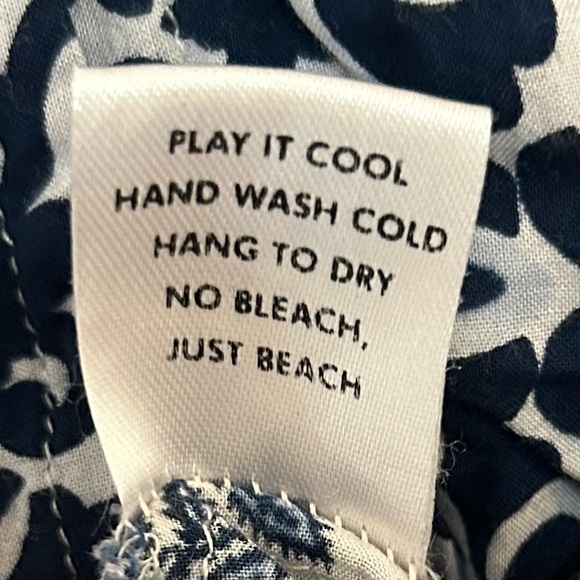 PLAY IT COOL
HAND WASH COLD
HANG TO DRY
NO BLEACH,
JUST BEACH